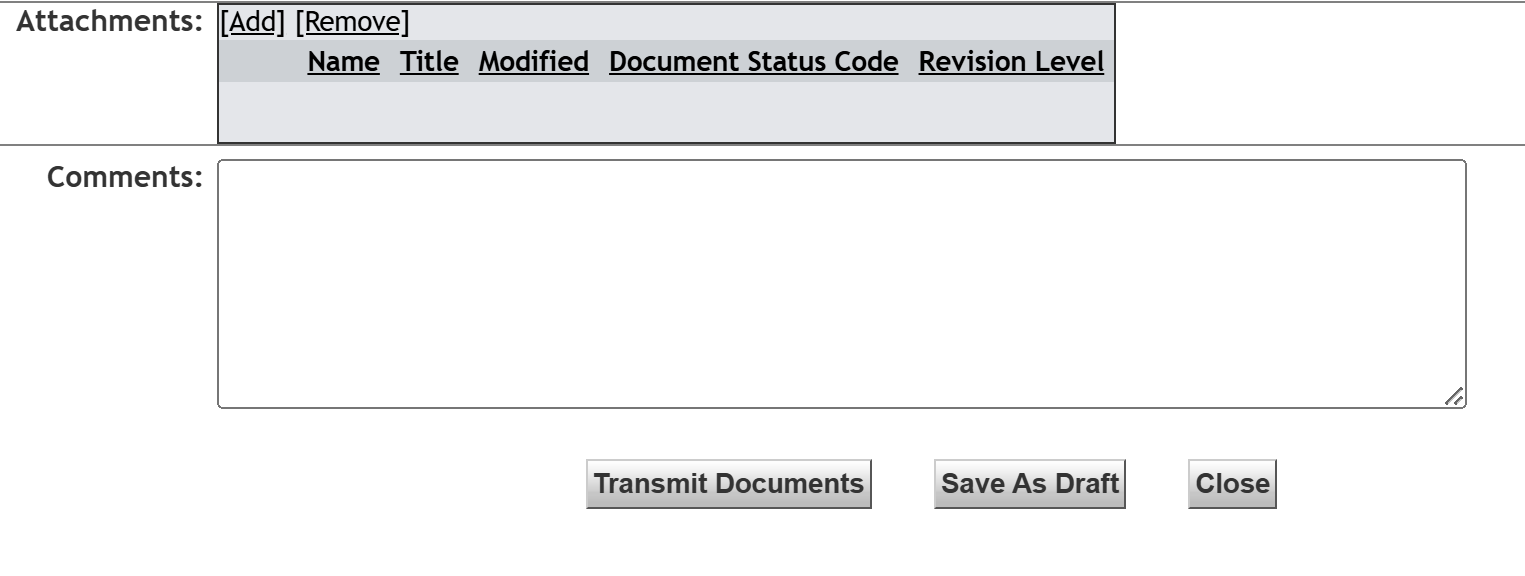 Attachments: [Add] [Remove]
Name Title Modified Document Status Code Revision Level
Comments:
Transmit Documents Save As Draft Close